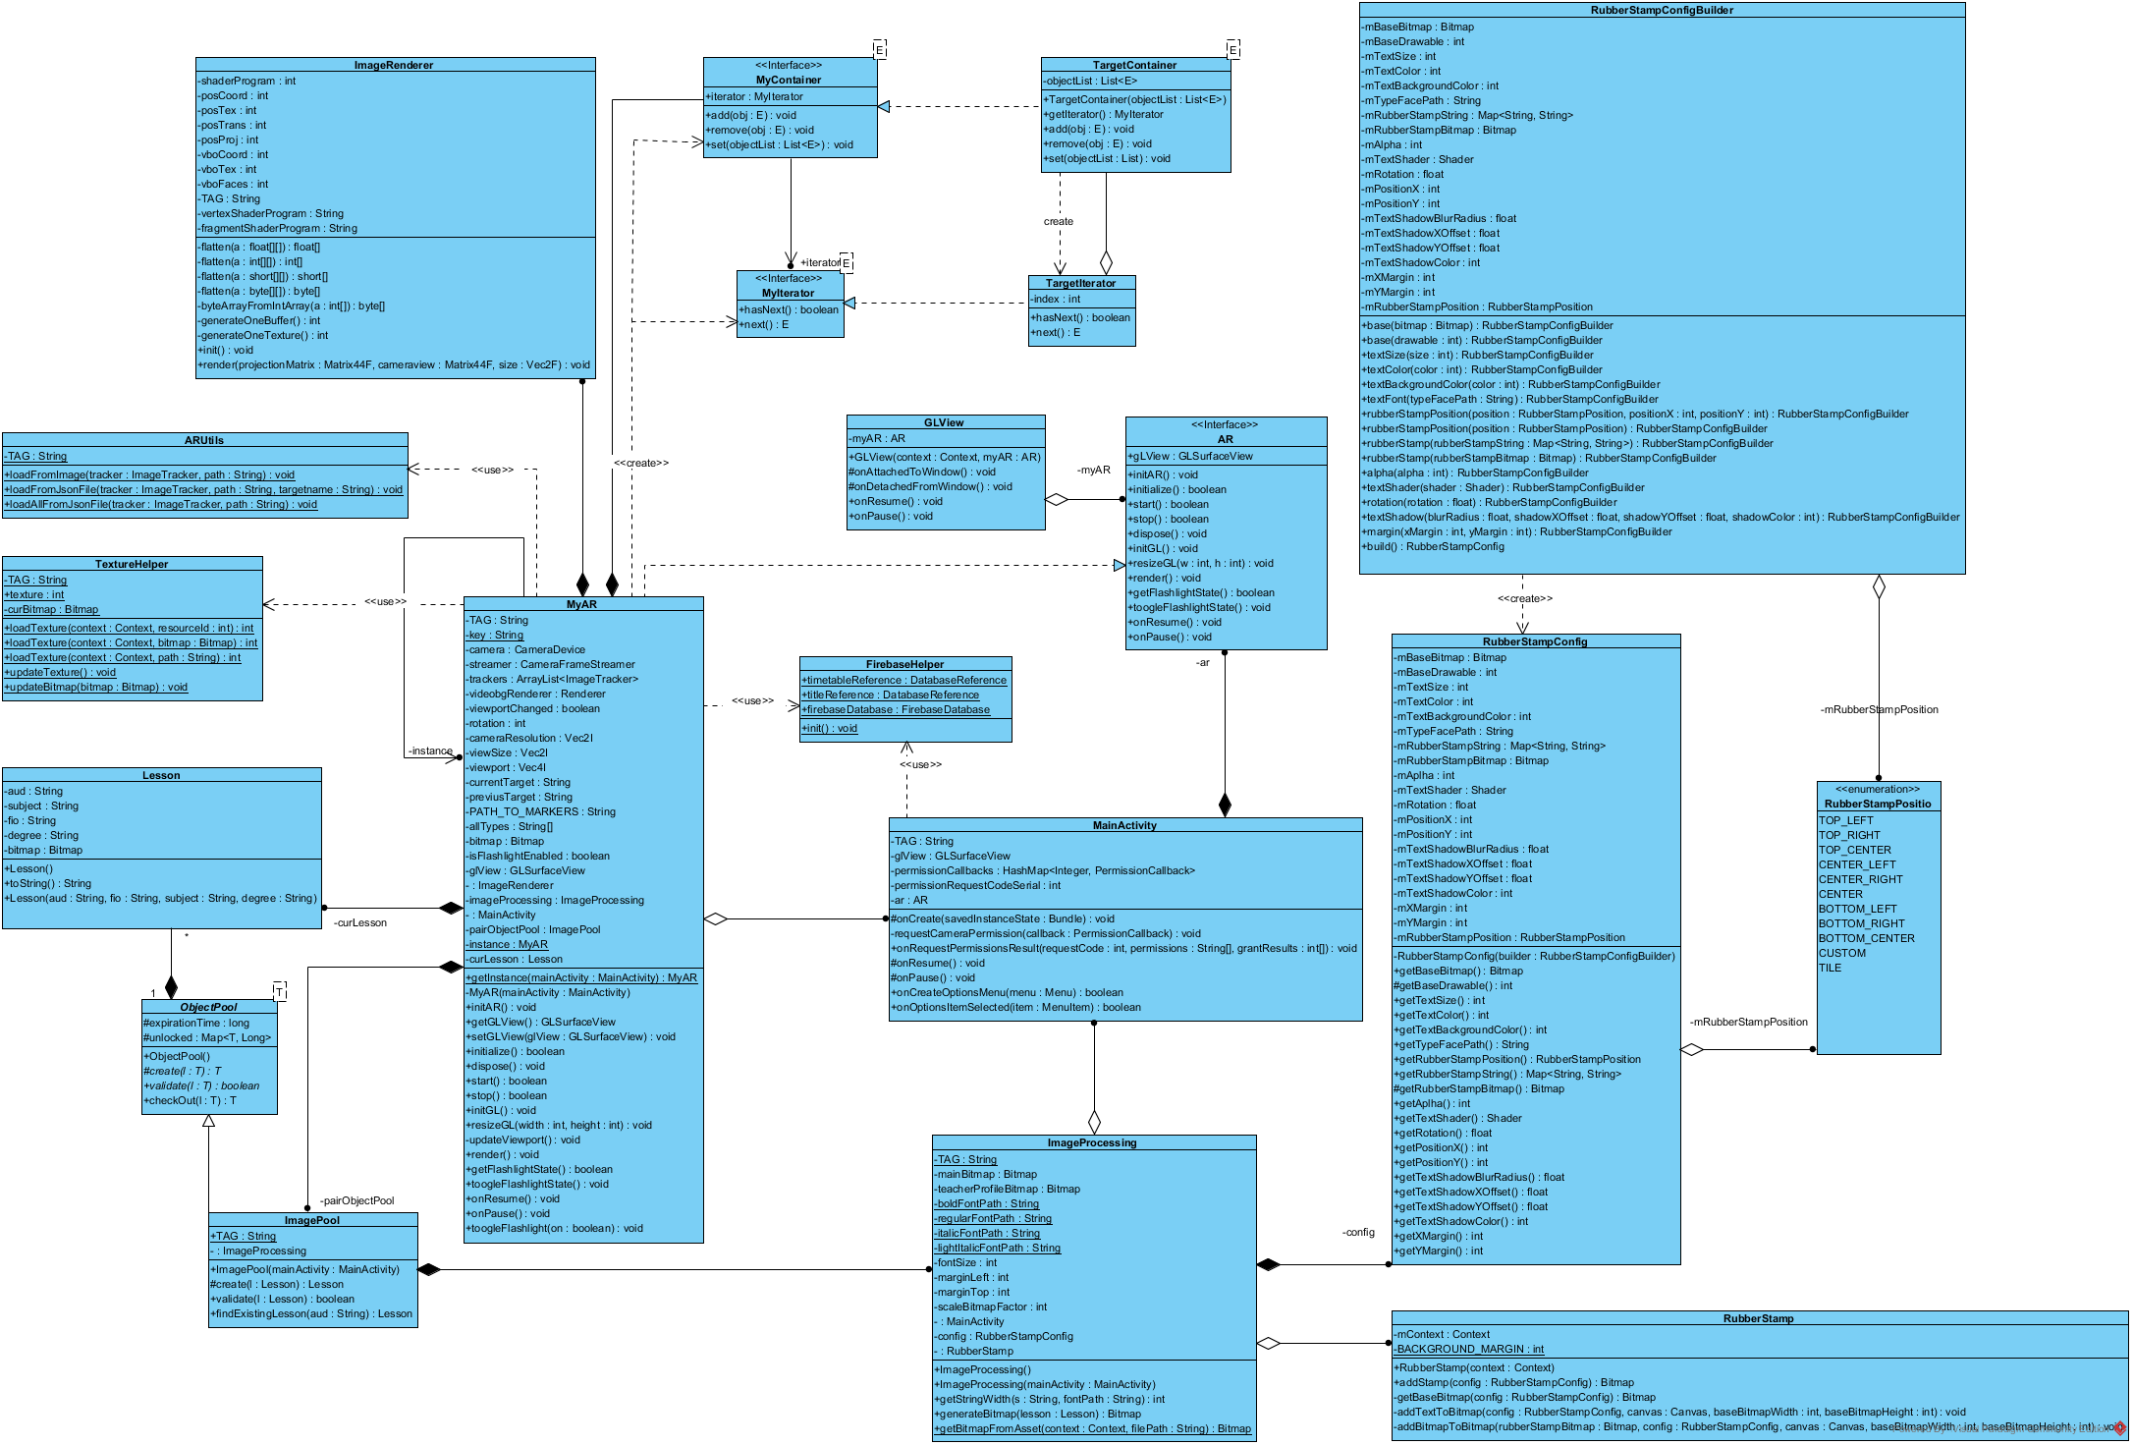 ImageRenderer
-shaderProgram : int
-posCoord : int
-posTex : int
-posTrans : int
-posProj : int
-vboCoord : int
-vboTex : int
-vboFaces : int
-TAG : String
-vertexShaderProgram : String
-fragmentShaderProgram : String
-flatten(a : float[][]) : float[]
-flatten(a : int[][]) : int[]
-flatten(a : short[][]) : short[]
-flatten(a : byte[][]) : byte[]
-byteArrayFromIntArray(a : int[]) : byte[]
-generateOneBuffer() : int
-generateOneTexture() : int
+init() : void
+render(projectionMatrix : Matrix44F, cameraview : Matrix44F, size : Vec2F) : void
E
<<Interface>>
MyContainer
+iterator : MyIterator
+add(obj : E) : void
+remove(obj : E) : void
+set(objectList : List<E>) : void
E
TargetContainer
-objectList : List<E>
+TargetContainer(objectList : List<E>)
+getIterator() : MyIterator
+add(obj : E) : void
+remove(obj : E) : void
+set(objectList : List) : void
create
+iterator
E
<<Interface>>
MyIterator
+hasNext() : boolean
+next() : E
TargetIterator
-index : int
+hasNext() : boolean
+next() : E
RubberStampConfigBuilder
-mBaseBitmap : Bitmap
-mBaseDrawable : int
-mTextSize : int
-mTextColor : int
-mTextBackgroundColor : int
-mTypeFacePath : String
-mRubberStampString : Map<String, String>
-mRubberStampBitmap : Bitmap
-mAlpha : int
-mTextShader : Shader
-mRotation : float
-mPositionX : int
-mPositionY : int
-mTextShadowBlurRadius : float
-mTextShadowXOffset : float
-mTextShadowYOffset : float
-mTextShadowColor : int
-mXMargin : int
-mYMargin : int
-mRubberStampPosition : RubberStampPosition
+base(bitmap : Bitmap) : RubberStampConfigBuilder
+base(drawable : int) : RubberStampConfigBuilder
+textSize(size : int) : RubberStampConfigBuilder
+textColor(color : int) : RubberStampConfigBuilder
+textBackgroundColor(color : int) : RubberStampConfigBuilder
+textFont(typeFacePath : String) : RubberStampConfigBuilder
+rubberStampPosition(position : RubberStampPosition, positionX : int, positionY : int) : RubberStampConfigBuilder
+rubberStampPosition(position : RubberStampPosition) : RubberStampConfigBuilder
+rubberStamp(rubberStampString : Map<String, String>) : RubberStampConfigBuilder
+rubberStamp(rubberStampBitmap : Bitmap) : RubberStampConfigBuilder
+alpha(alpha : int) : RubberStampConfigBuilder
+textShader(shader : Shader) : RubberStampConfigBuilder
+rotation(rotation : float) : RubberStampConfigBuilder
+textShadow(blurRadius : float, shadowXOffset : float, shadowYOffset : float, shadowColor : int) : RubberStampConfigBuilder
+margin(xMargin : int, yMargin : int) : RubberStampConfigBuilder
+build() : RubberStampConfig
ARUtils
-TAG : String
+loadFromImage(tracker : ImageTracker, path : String) : void
+loadFromJsonFile(tracker : ImageTracker, path : String, targetname : String) : void
+loadAllFromJsonFile(tracker : ImageTracker, path : String) : void
<<use>>
<<create>>
GLView
-myAR : AR
+GLView(context : Context, myAR : AR)
#onAttachedToWindow() : void
#onDetachedFromWindow() : void
+onResume() : void
+onPause() : void
-myAR
<<Interface>>
AR
+gLView : GLSurfaceView
+initAR() : void
+initialize() : boolean
+start() : boolean
+stop() : boolean
+dispose() : void
+initGL() : void
+resizeGL(w : int, h : int) : void
+render() : void
+getFlashlightState() : boolean
+toogleFlashlightState() : void
+onResume() : void
+onPause() : void
-ar
TextureHelper
-TAG : String
+texture : int
-curBitmap : Bitmap
+loadTexture(context : Context, resourceId : int) : int
+loadTexture(context : Context, bitmap : Bitmap) : int
+loadTexture(context : Context, path : String) : int
+updateTexture() : void
+updateBitmap(bitmap : Bitmap) : void
<<use>>
-instance
MyAR
-TAG : String
-key : String
-camera : CameraDevice
-streamer : CameraFrameStreamer
-trackers : ArrayList<ImageTracker>
-videobgRenderer : Renderer
-viewportChanged : boolean
-rotation : int
-cameraResolution : Vec2I
-viewSize : Vec2I
-viewport : Vec4I
-currentTarget : String
-previusTarget : String
-PATH_TO_MARKERS : String
-allTypes : String[]
-bitmap : Bitmap
-isFlashlightEnabled : boolean
-glView : GLSurfaceView
- : ImageRenderer
-imageProcessing : ImageProcessing
- : MainActivity
-pairObjectPool : ImagePool
-instance : MyAR
-curLesson : Lesson
+getInstance(mainActivity : MainActivity) : MyAR
-MyAR(mainActivity : MainActivity)
+initAR() : void
+getGLView() : GLSurfaceView
+setGLView(glView : GLSurfaceView) : void
+initialize() : boolean
+dispose() : void
+start() : boolean
+stop() : boolean
+initGL() : void
+resizeGL(width : int, height : int) : void
-updateViewport() : void
+render() : void
+getFlashlightState() : boolean
+toogleFlashlightState() : void
+onResume() : void
+onPause() : void
+toogleFlashlight(on : boolean) : void
<<use>>
FirebaseHelper
+timetableReference : DatabaseReference
+titleReference : DatabaseReference
+firebaseDatabase : FirebaseDatabase
+init() : void
<<use>>
Lesson
-aud : String
-subject : String
-fio : String
-degree : String
-bitmap : Bitmap
+Lesson()
+toString() : String
+Lesson(aud : String, fio : String, subject : String, degree : String)
-curLesson
*
1
T
ObjectPool
#expirationTime : long
#unlocked : Map<T, Long>
+ObjectPool()
#create(l : T) : T
+validate(l : T) : boolean
+checkOut(l : T) : T
-pairObjectPool
ImagePool
+TAG : String
- : ImageProcessing
+ImagePool(mainActivity : MainActivity)
#create(l : Lesson) : Lesson
+validate(l : Lesson) : boolean
+findExistingLesson(aud : String) : Lesson
MainActivity
-TAG : String
-glView : GLSurfaceView
-permissionCallbacks : HashMap<Integer, PermissionCallback>
-permissionRequestCodeSerial : int
-ar : AR
#onCreate(savedInstanceState : Bundle) : void
-requestCameraPermission(callback : PermissionCallback) : void
+onRequestPermissionsResult(requestCode : int, permissions : String[], grantResults : int[]) : void
#onResume() : void
#onPause() : void
+onCreateOptionsMenu(menu : Menu) : boolean
+onOptionsItemSelected(item : MenuItem) : boolean
ImageProcessing
-TAG : String
-mainBitmap : Bitmap
-teacherProfileBitmap : Bitmap
-boldFontPath : String
-regularFontPath : String
-italicFontPath : String
-lightItalicFontPath : String
-fontSize : int
-marginLeft : int
-marginTop : int
-scaleBitmapFactor : int
- : MainActivity
-config : RubberStampConfig
- : RubberStamp
+ImageProcessing()
+ImageProcessing(mainActivity : MainActivity)
+getStringWidth(s : String, fontPath : String) : int
+generateBitmap(lesson : Lesson) : Bitmap
+getBitmapFromAsset(context : Context, filePath : String) : Bitmap
<<create>>
RubberStampConfig
-mBaseBitmap : Bitmap
-mBaseDrawable : int
-mTextSize : int
-mTextColor : int
-mTextBackgroundColor : int
-mTypeFacePath : String
-mRubberStampString : Map<String, String>
-mRubberStampBitmap : Bitmap
-mAplha : int
-mTextShader : Shader
-mRotation : float
-mPositionX : int
-mPositionY : int
-mTextShadowBlurRadius : float
-mTextShadowXOffset : float
-mTextShadowYOffset : float
-mTextShadowColor : int
-mXMargin : int
-mYMargin : int
-mRubberStampPosition : RubberStampPosition
-RubberStampConfig(builder : RubberStampConfigBuilder)
+getBaseBitmap() : Bitmap
#getBaseDrawable() : int
+getTextSize() : int
+getTextColor() : int
+getTextBackgroundColor() : int
+getTypeFacePath() : String
+getRubberStampPosition() : RubberStampPosition
+getRubberStampString() : Map<String, String>
#getRubberStampBitmap() : Bitmap
+getAplha() : int
+getTextShader() : Shader
+getRotation() : float
+getPositionX() : int
+getPositionY() : int
+getTextShadowBlurRadius() : float
+getTextShadowXOffset() : float
+getTextShadowYOffset() : float
+getTextShadowColor() : int
+getXMargin() : int
+getYMargin() : int
-config
-mRubberStampPosition
<<enumeration>>
RubberStampPositio
TOP_LEFT
TOP_RIGHT
TOP_CENTER
CENTER_LEFT
CENTER_RIGHT
CENTER
BOTTOM_LEFT
BOTTOM_RIGHT
BOTTOM_CENTER
CUSTOM
TILE
-mRubberStampPosition
RubberStamp
-mContext : Context
-BACKGROUND_MARGIN : int
+RubberStamp(context : Context)
+addStamp(config : RubberStampConfig) : Bitmap
-getBaseBitmap(config : RubberStampConfig) : Bitmap
-addTextToBitmap(config : RubberStampConfig, canvas : Canvas, baseBitmapWidth : int, baseBitmapHeight : int) : void
-addBitmapToBitmap(rubberStampBitmap : Bitmap, config : RubberStampConfig, canvas : Canvas, baseBitmapWidth : int, baseBitmapHeight : int) : void